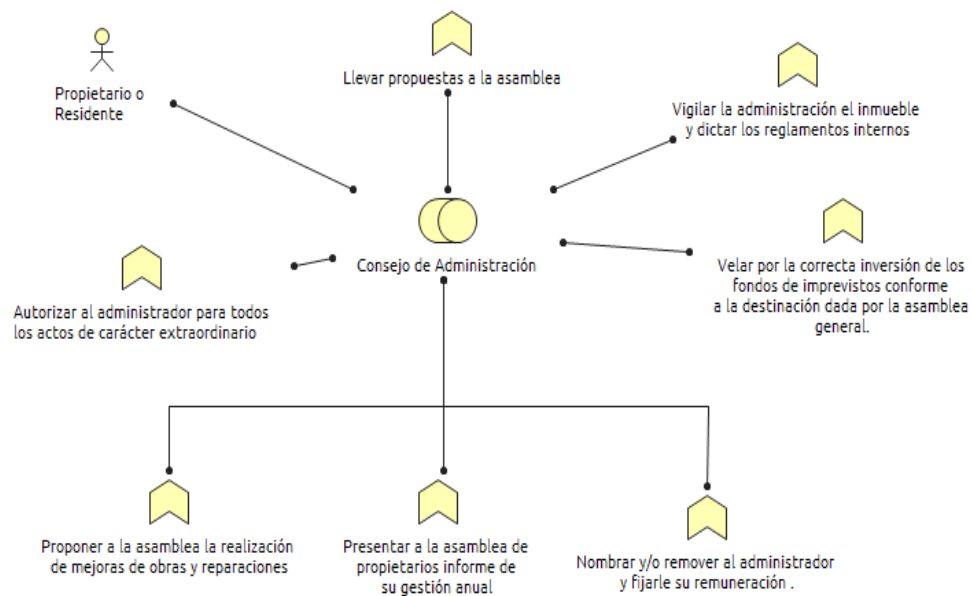 Llevar propuestas a la asamblea
Propietario o
Residente
Vigilar la administración el inmueble
y dictar los reglamentos internos
Consejo de Administración
Velar por la correcta inversión de los
fondos de imprevistos conforme
a la destinación dada por la asamblea
general.
Autorizar al administrador para todos
los actos de carácter extraordinario
Proponer a la asamblea la realización
de mejoras de obras y reparaciones
Presentar a la asamblea de
propietarios informe de
su gestión anual
Nombrar y/o remover al administrador
y fijarle su remuneración .